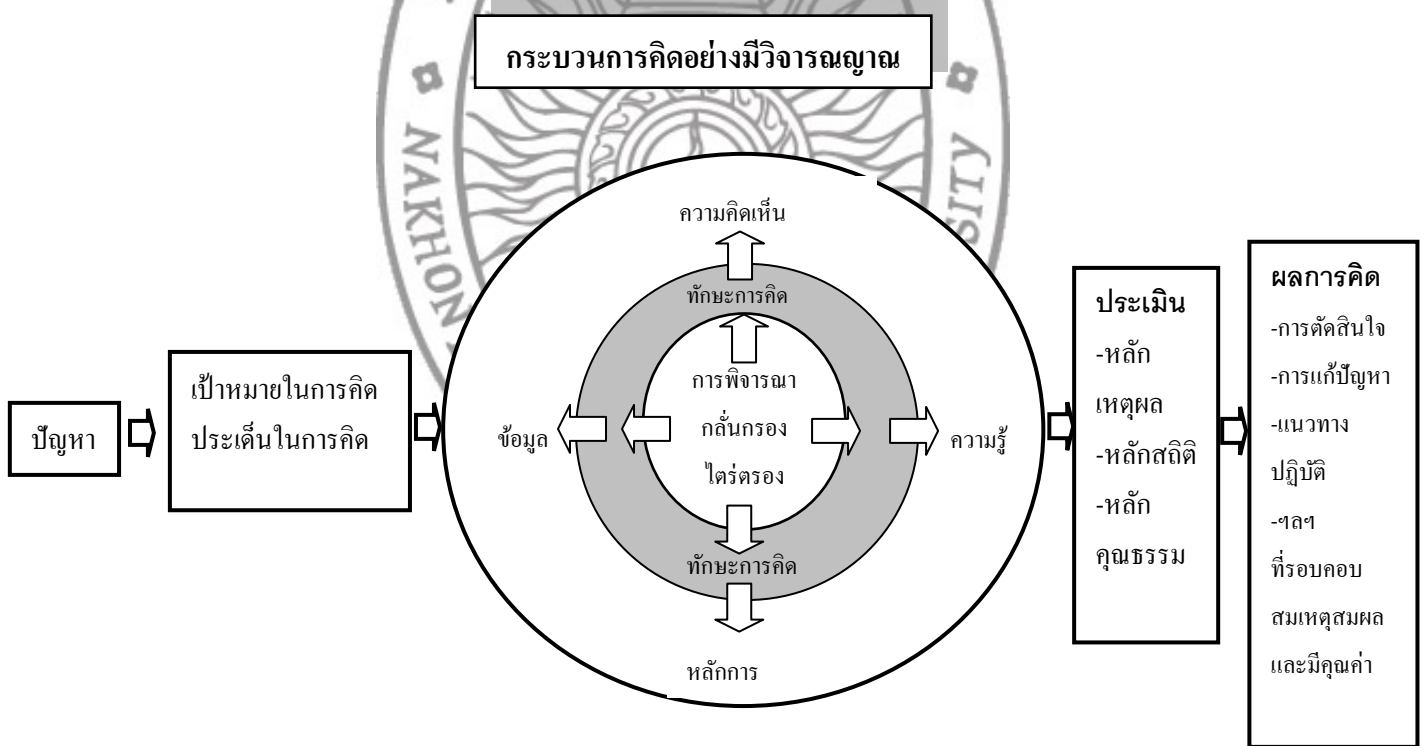 กระบวนการคิดอย่างมีวิจารณญาณ
NAKHON
SITY
ปัญหา
เป้าหมายในการคิด
ประเด็นในการคิด
ความคิดเห็น
ทักษะการคิด
การพิจารณา
กลั่นกรอง
ไตร่ตรอง
ข้อมูล
ความรู้
ทักษะการคิด
หลักการ
ประเมิน
-หลัก
เหตุผล
-หลักสถิติ
-หลัก
คุณธรรม
ผลการคิด
-การตัดสินใจ
-การแก้ปัญหา
-แนวทาง
ปฏิบัติ
-ฯลฯ
ที่รอบคอบ
สมเหตุสมผล
และมีคุณค่า